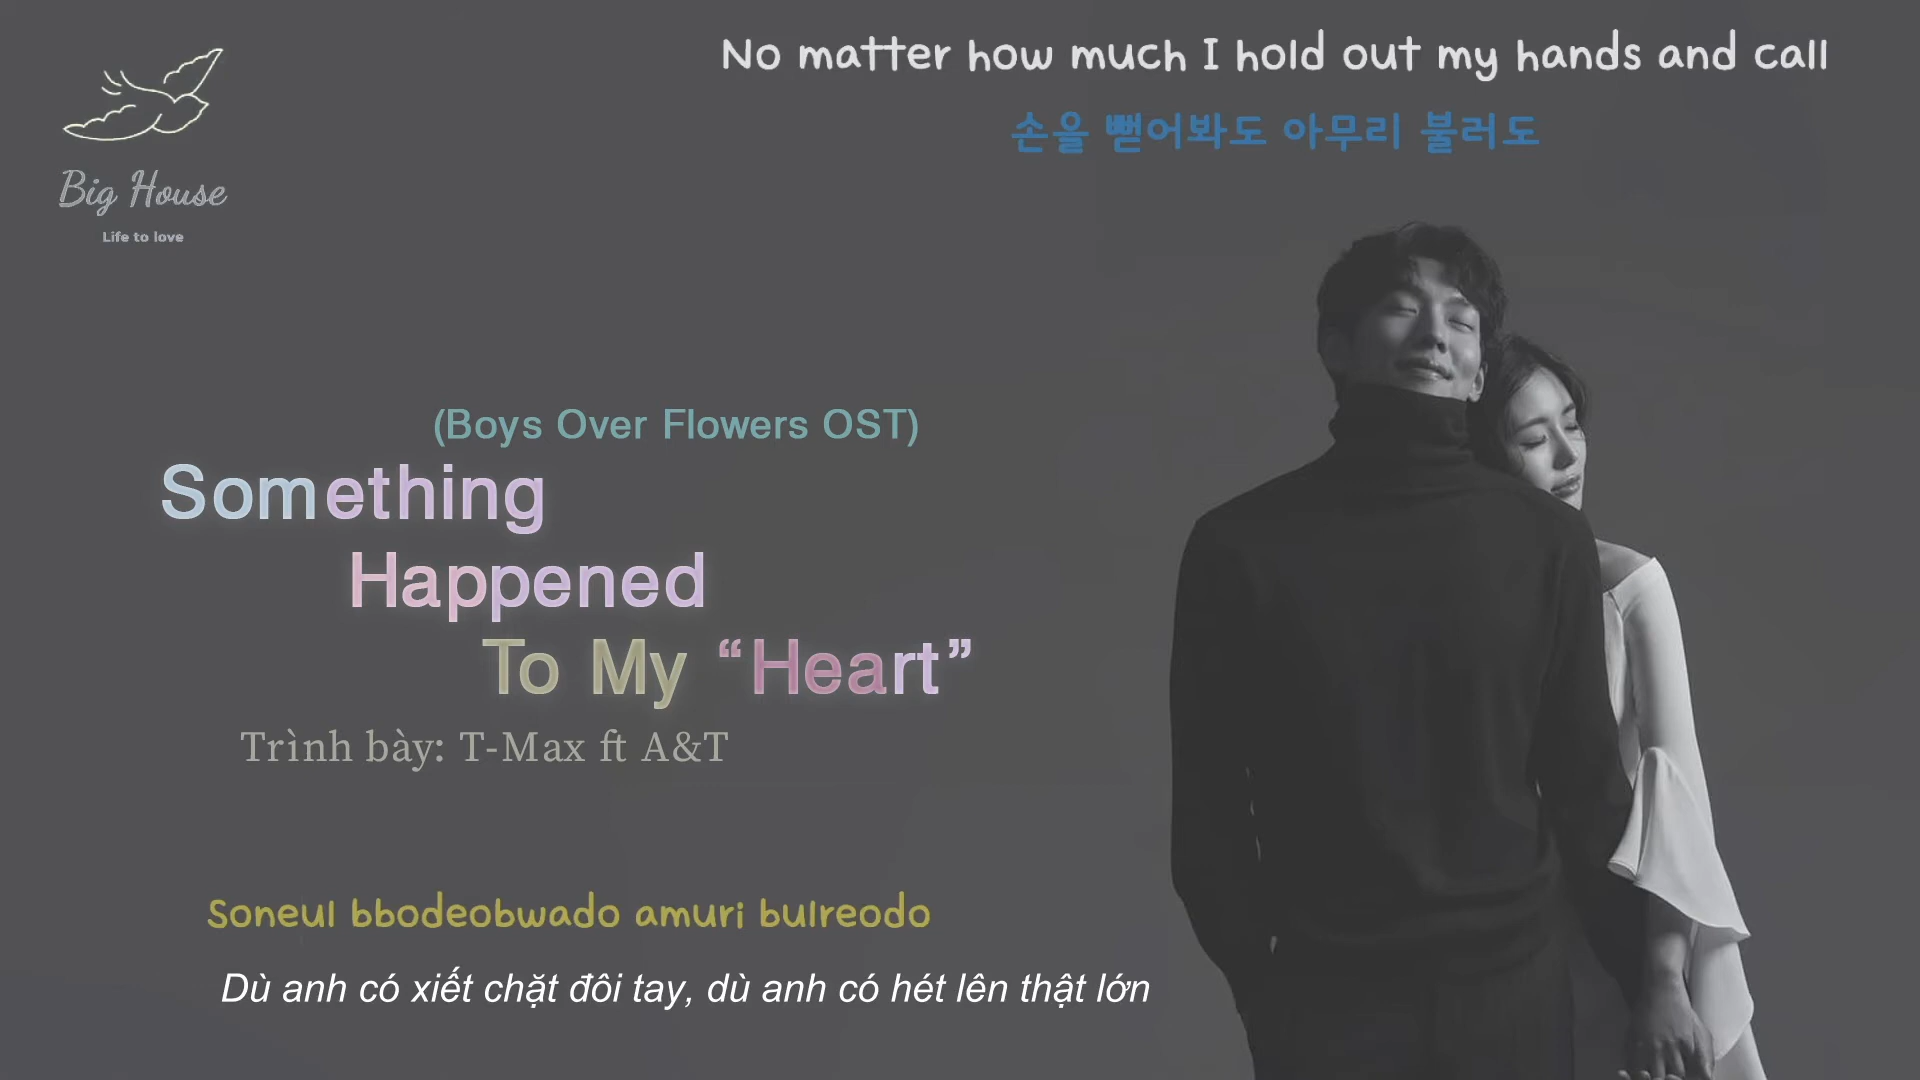 No matter how much I hold out my hands and call
손을 뻗어봐도 아무리 불러도
Big House
Life to love
(Boys Over Flowers OST)
Something
Happened
To My “Heart”
Trình bày: T-Max ft A&T
Soneul bbodeobwado amuri bulreodo
Dù anh có xiết chặt đôi tay, dù anh có hét lên thật lớn